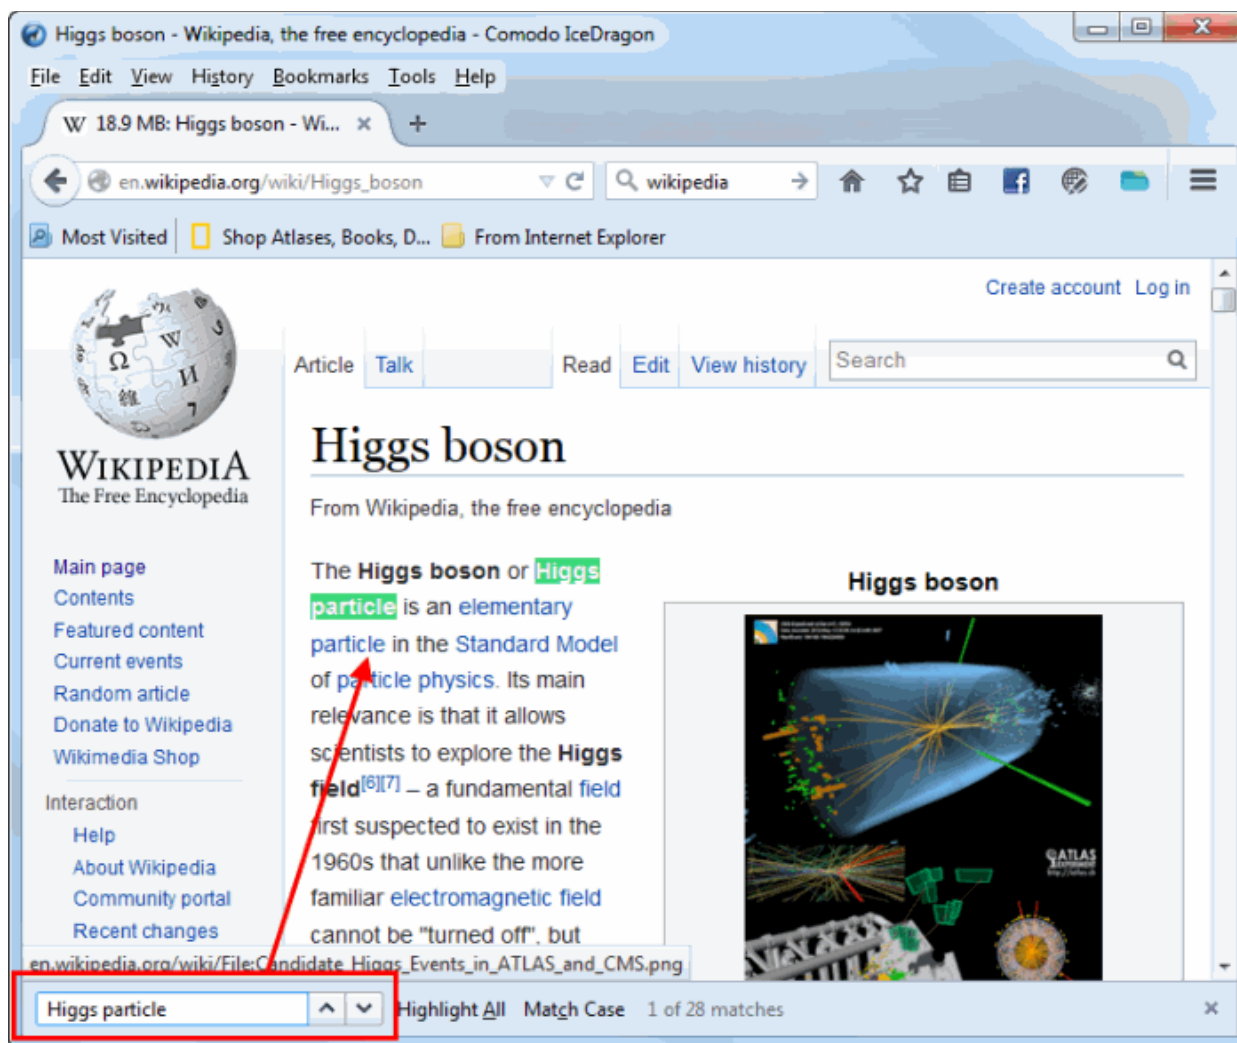 Higgs boson - Wikipedia, the free encyclopedia - Comodo IceDragon
File Edit View History Bookmarks Tools Help
W 18.9 MB: Higgs boson - Wi... × +
en.wikipedia.org/wiki/Higgs_boson wikipedia
Most Visited Shop Atlases, Books, D... From Internet Explorer
Create account Log in
Article Talk Read Edit View history Search
WIKIPEDIA
The Free Encyclopedia
Main page
Contents
Featured content
Current events
Random article
Donate to Wikipedia
Wikimedia Shop
Interaction
Help
About Wikipedia
Community portal
Recent changes
Higgs boson
From Wikipedia, the free encyclopedia
The Higgs boson or Higgs
particle is an elementary
particle in the Standard Model
of particle physics. Its main
relevance is that it allows
scientists to explore the Higgs
field[6][7] – a fundamental field
first suspected to exist in the
1960s that unlike the more
familiar electromagnetic field
cannot be "turned off", but
Higgs boson
ATLAS
EXPERIMENT
http://atlas.ch
en.wikipedia.org/wiki/File:Candidate_Higgs_Events_in_ATLAS_and_CMS.png
Higgs particle Highlight All Match Case 1 of 28 matches ×